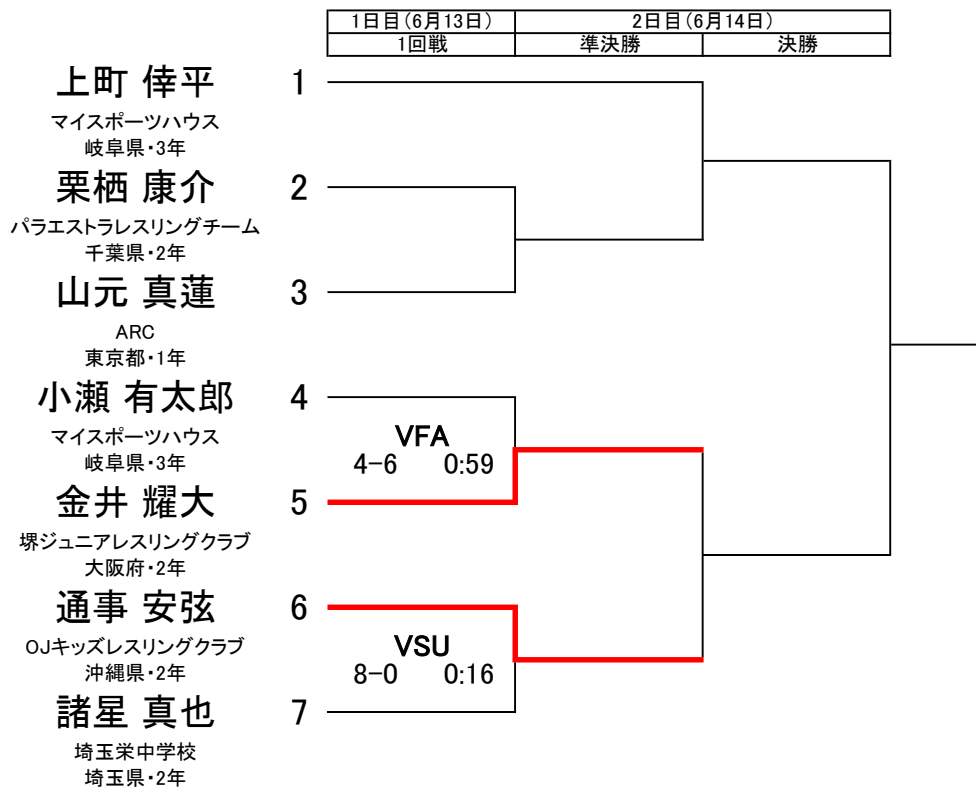 1日目(6月13日) 2日目(6月14日)
1回戦 準決勝 決勝
上町 倖平 1
マイスポーツハウス
岐阜県・3年
栗栖 康介 2
パラエストラレスリングチーム
千葉県・2年
山元 真蓮 3
ARC
東京都・1年
小瀬 有太郎 4
マイスポーツハウス
岐阜県・3年
VFA
4-6 0:59
金井 耀大 5
堺ジュニアレスリングクラブ
大阪府・2年
通事 安弦 6
OJキッズレスリングクラブ
沖縄県・2年
VSU
8-0 0:16
諸星 真也 7
埼玉栄中学校
埼玉県・2年